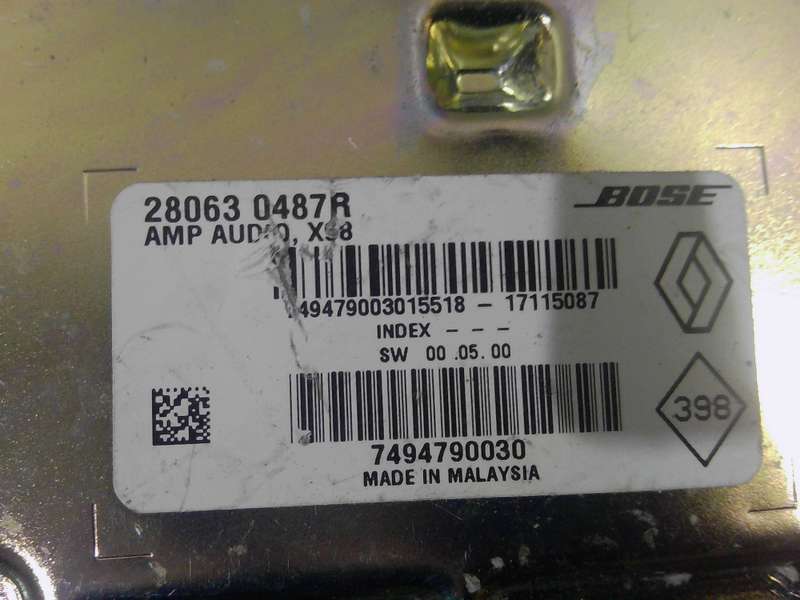 28063 0487R
BOSE
AMP AUDIO, X98
749479003015518 - 17115087
INDEX - - -
SW 00 .05. 00
398
7494790030
MADE IN MALAYSIA